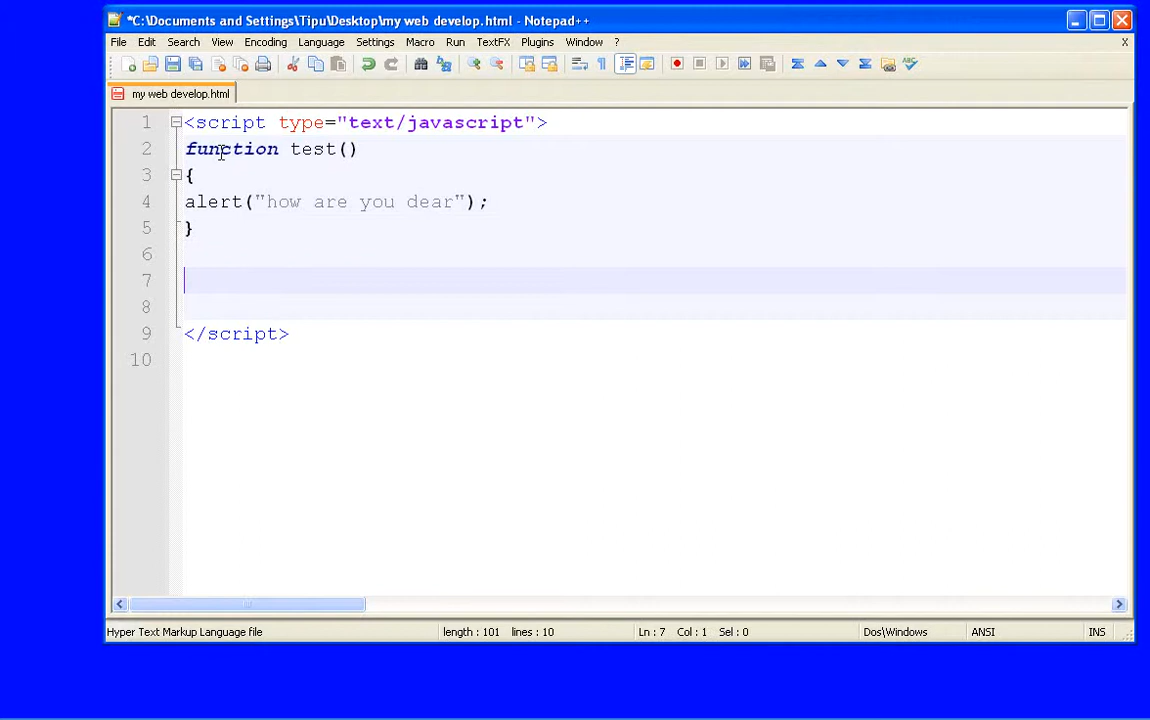 *C:\Documents and Settings\Tipu\Desktop\my web develop.html - Notepad++
File Edit Search View Encoding Language Settings Macro Run TextFX Plugins Window ? X
my web develop.html
1 <script type="text/javascript">
2 function test()
3 {
4 alert("how are you dear");
5 }
6
7
8
9 </script>
10
Hyper Text Markup Language file length : 101 lines : 10 Ln : 7 Col : 1 Sel : 0 Dos\Windows ANSI INS